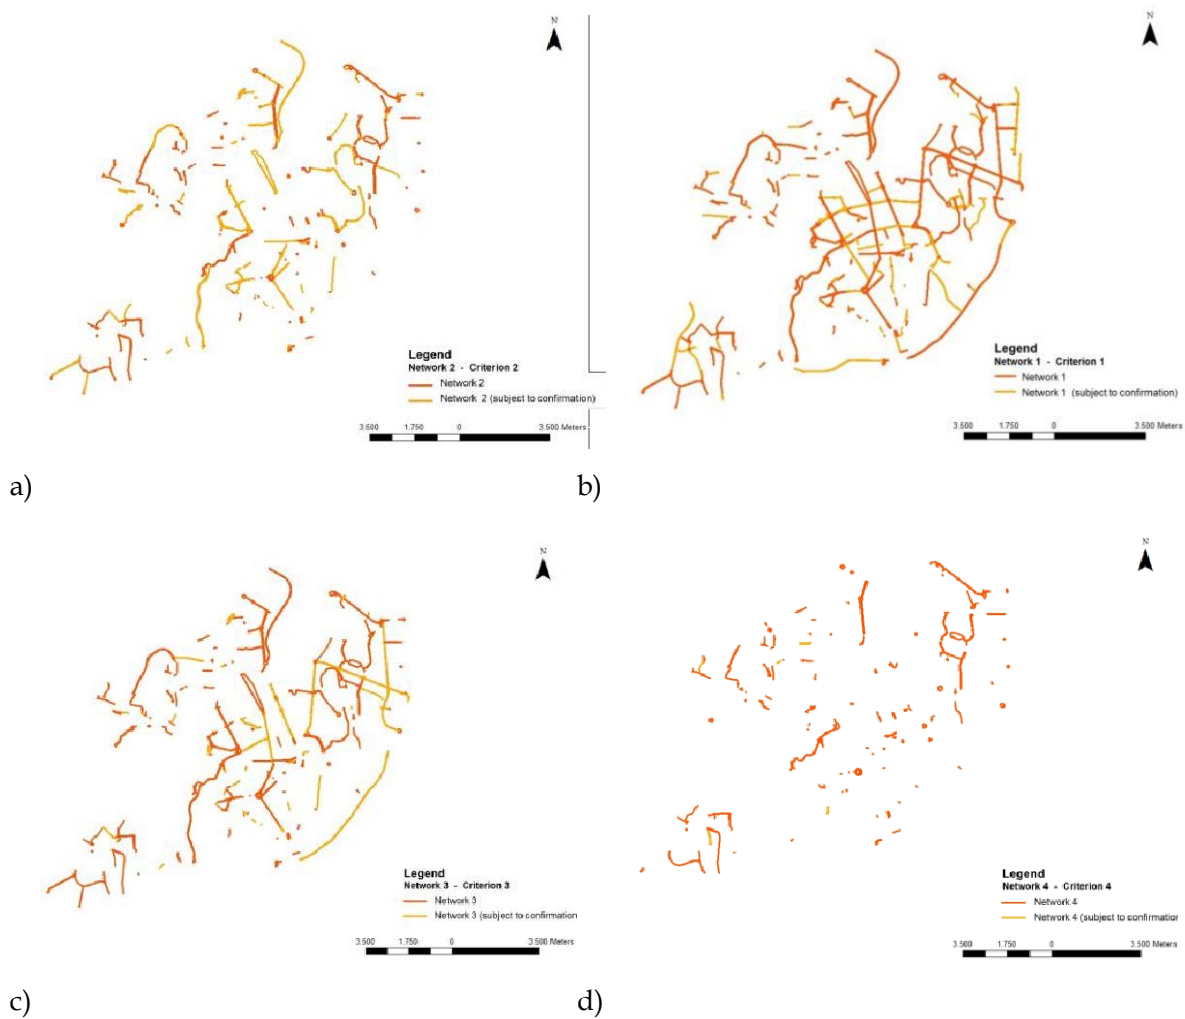 N
Legend
Network 2 - Criterion 2
Network 2
Network 2 (subject to confirmation)
3.500 1.750 0 3.500 Meters
a)
N
Legend
Network 1 - Criterion 1
Network 1
Network 1 (subject to confirmation)
3.500 1.750 0 3.500 Meters
b)
N
Legend
Network 3 - Criterion 3
Network 3
Network 3 (subject to confirmation
3.500 1.750 0 3.500 Meters
c)
N
Legend
Network 4 - Criterion 4
Network 4
Network 4 (subject to confirmation
3.500 1.750 0 3.500 Meters
d)